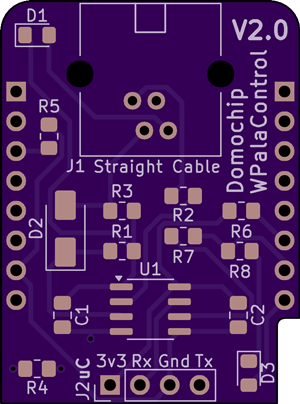 D1
V2.0
R5
J1 Straight Cable
Domochip
WPalaControl
R3
R2
D2
R1
R7
R6
R8
U1
C1
C2
3v3 Rx Gnd Tx
J2uC
R4
D3